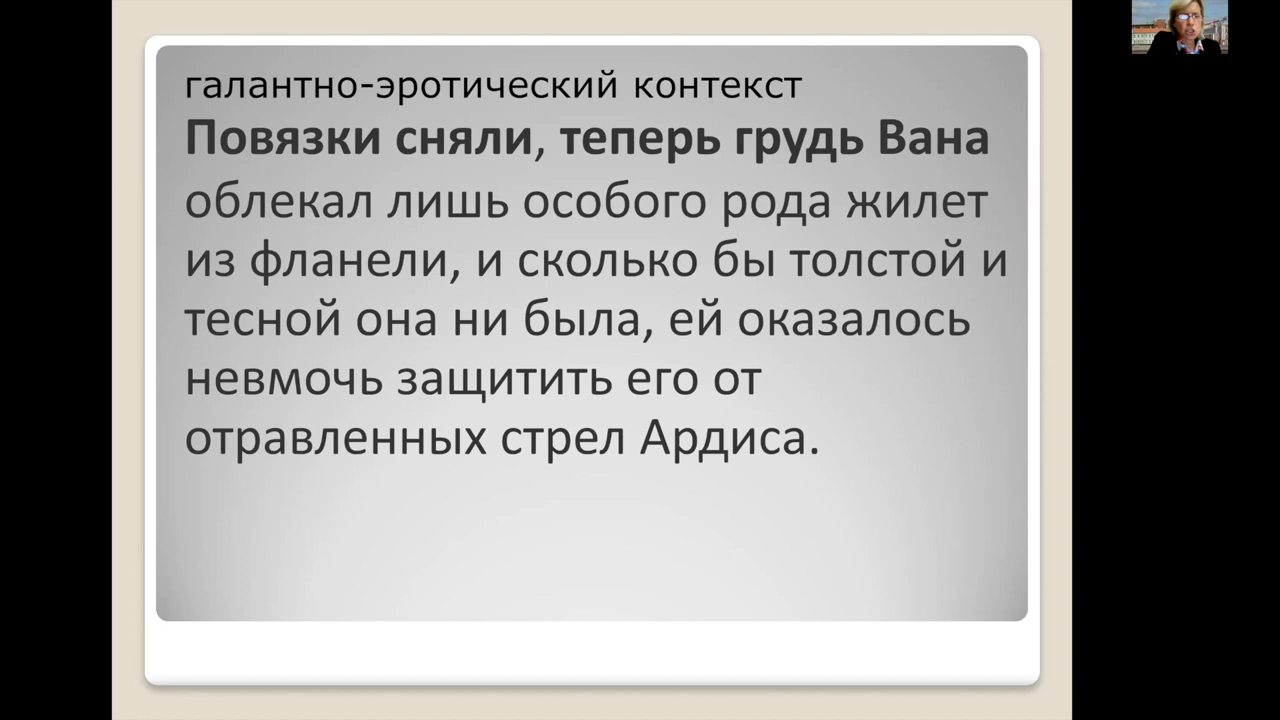 галантно-эротический контекст
Повязки сняли, теперь грудь Вана
облекал лишь особого рода жилет
из фланели, и сколько бы толстой и
тесной она ни была, ей оказалось
невмочь защитить его от
отравленных стрел Ардиса.